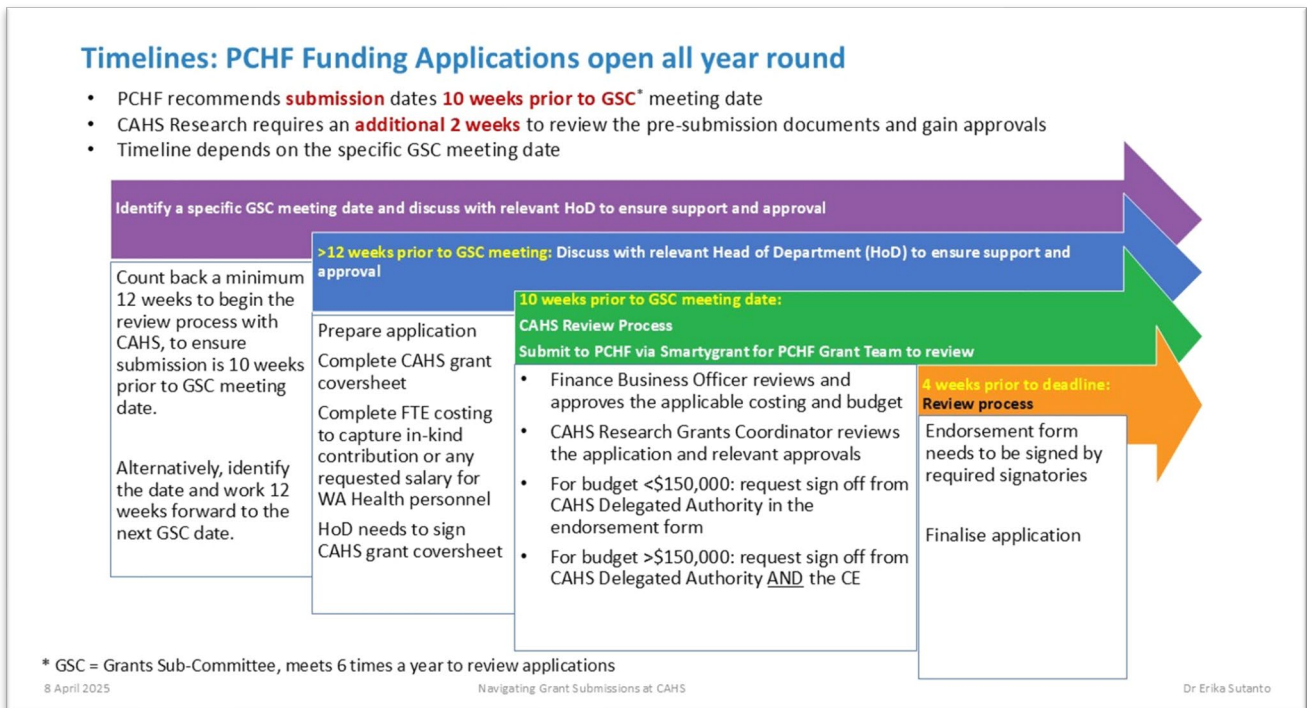 Timelines: PCHF Funding Applications open all year round
• PCHF recommends submission dates 10 weeks prior to GSC* meeting date
• CAHS Research requires an additional 2 weeks to review the pre-submission documents and gain approvals
• Timeline depends on the specific GSC meeting date
Identify a specific GSC meeting date and discuss with relevant HoD to ensure support and approval
Count back a minimum
12 weeks to begin the
review process with
CAHS, to ensure
submission is 10 weeks
prior to GSC meeting
date.
Alternatively, identify
the date and work 12
weeks forward to the
next GSC date.
>12 weeks prior to GSC meeting: Discuss with relevant Head of Department (HoD) to ensure support and
approval
Prepare application
Complete CAHS grant
coversheet
Complete FTE costing
to capture in-kind
contribution or any
requested salary for
WA Health personnel
HoD needs to sign
CAHS grant coversheet
10 weeks prior to GSC meeting date:
CAHS Review Process
Submit to PCHF via Smartygrant for PCHF Grant Team to review
• Finance Business Officer reviews and
approves the applicable costing and budget
• CAHS Research Grants Coordinator reviews
the application and relevant approvals
• For budget <$150,000: request sign off from
CAHS Delegated Authority in the
endorsement form
• For budget >$150,000: request sign off from
CAHS Delegated Authority AND the CE
4 weeks prior to deadline:
Review process
Endorsement form
needs to be signed by
required signatories
Finalise application
* GSC = Grants Sub-Committee, meets 6 times a year to review applications
8 April 2025
Navigating Grant Submissions at CAHS
Dr Erika Sutanto